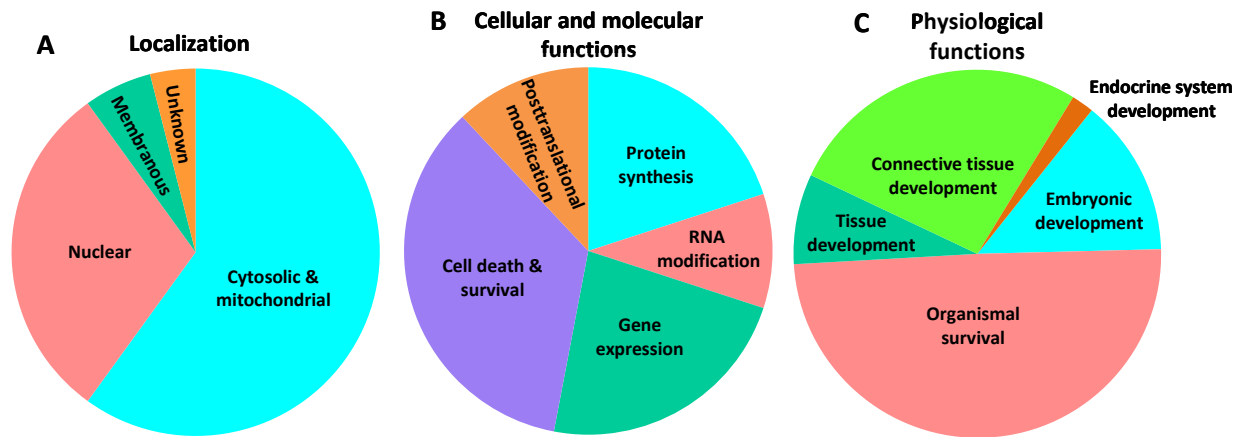 A
Localization
Unknown
Membranous
Nuclear
Cytosolic &
mitochondrial
B
Cellular and molecular
functions
Posttranslational
modification
Protein
synthesis
RNA
modification
Cell death &
survival
Gene
expression
C
Physiological
functions
Endocrine system
development
Connective tissue
development
Embryonic
development
Tissue
development
Organismal
survival